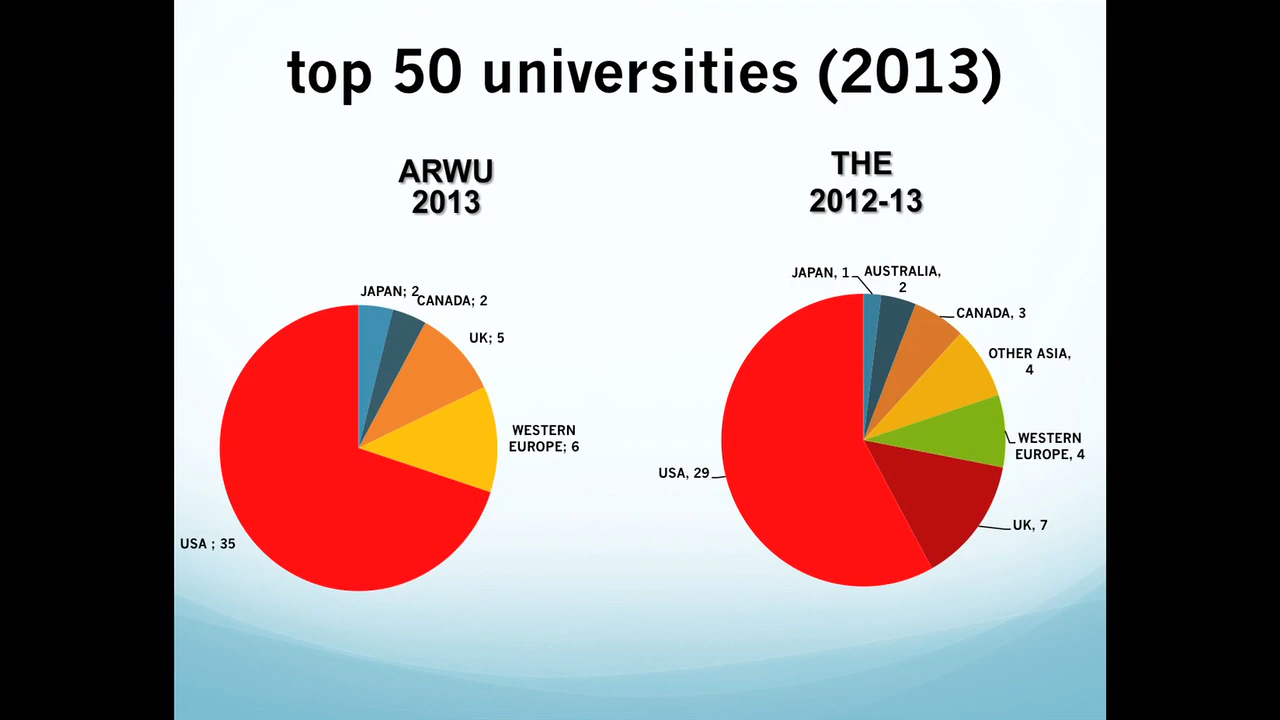 top 50 universities (2013)
ARWU
2013
JAPAN; 2
CANADA; 2
UK; 5
WESTERN
EUROPE; 6
USA ; 35
THE
2012-13
JAPAN, 1
AUSTRALIA,
2
CANADA, 3
OTHER ASIA,
4
WESTERN
EUROPE, 4
UK, 7
USA, 29